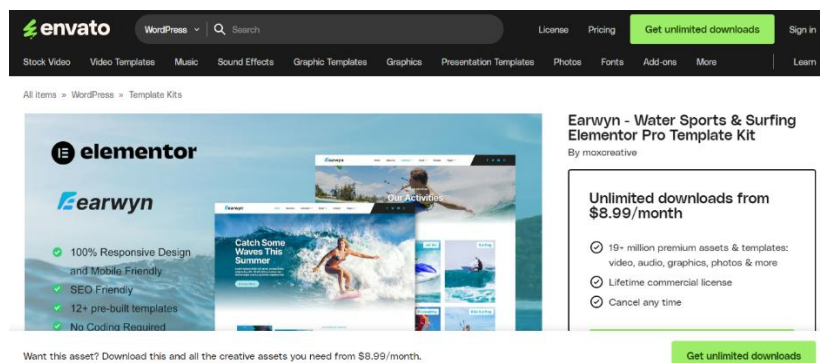 envato
WordPress
Search
License
Pricing
Get unlimited downloads
Sign in
Stock Video
Video Templates
Music
Sound Effects
Graphic Templates
Graphics
Presentation Templates
Photos
Fonts
Add-ons
More
Learn
All items » WordPress » Template Kits
elementor
earwyn
100% Responsive Design
and Mobile Friendly
SEO Friendly
12+ pre-built templates
No Coding Required
Our Activities
Catch Some
Waves This
Summer
Earwyn - Water Sports & Surfing
Elementor Pro Template Kit
By moxcreative
Unlimited downloads from
$8.99/month
19+ million premium assets & templates:
video, audio, graphics, photos & more
Lifetime commercial license
Cancel any time
Want this asset? Download this and all the creative assets you need from $8.99/month.
Get unlimited downloads